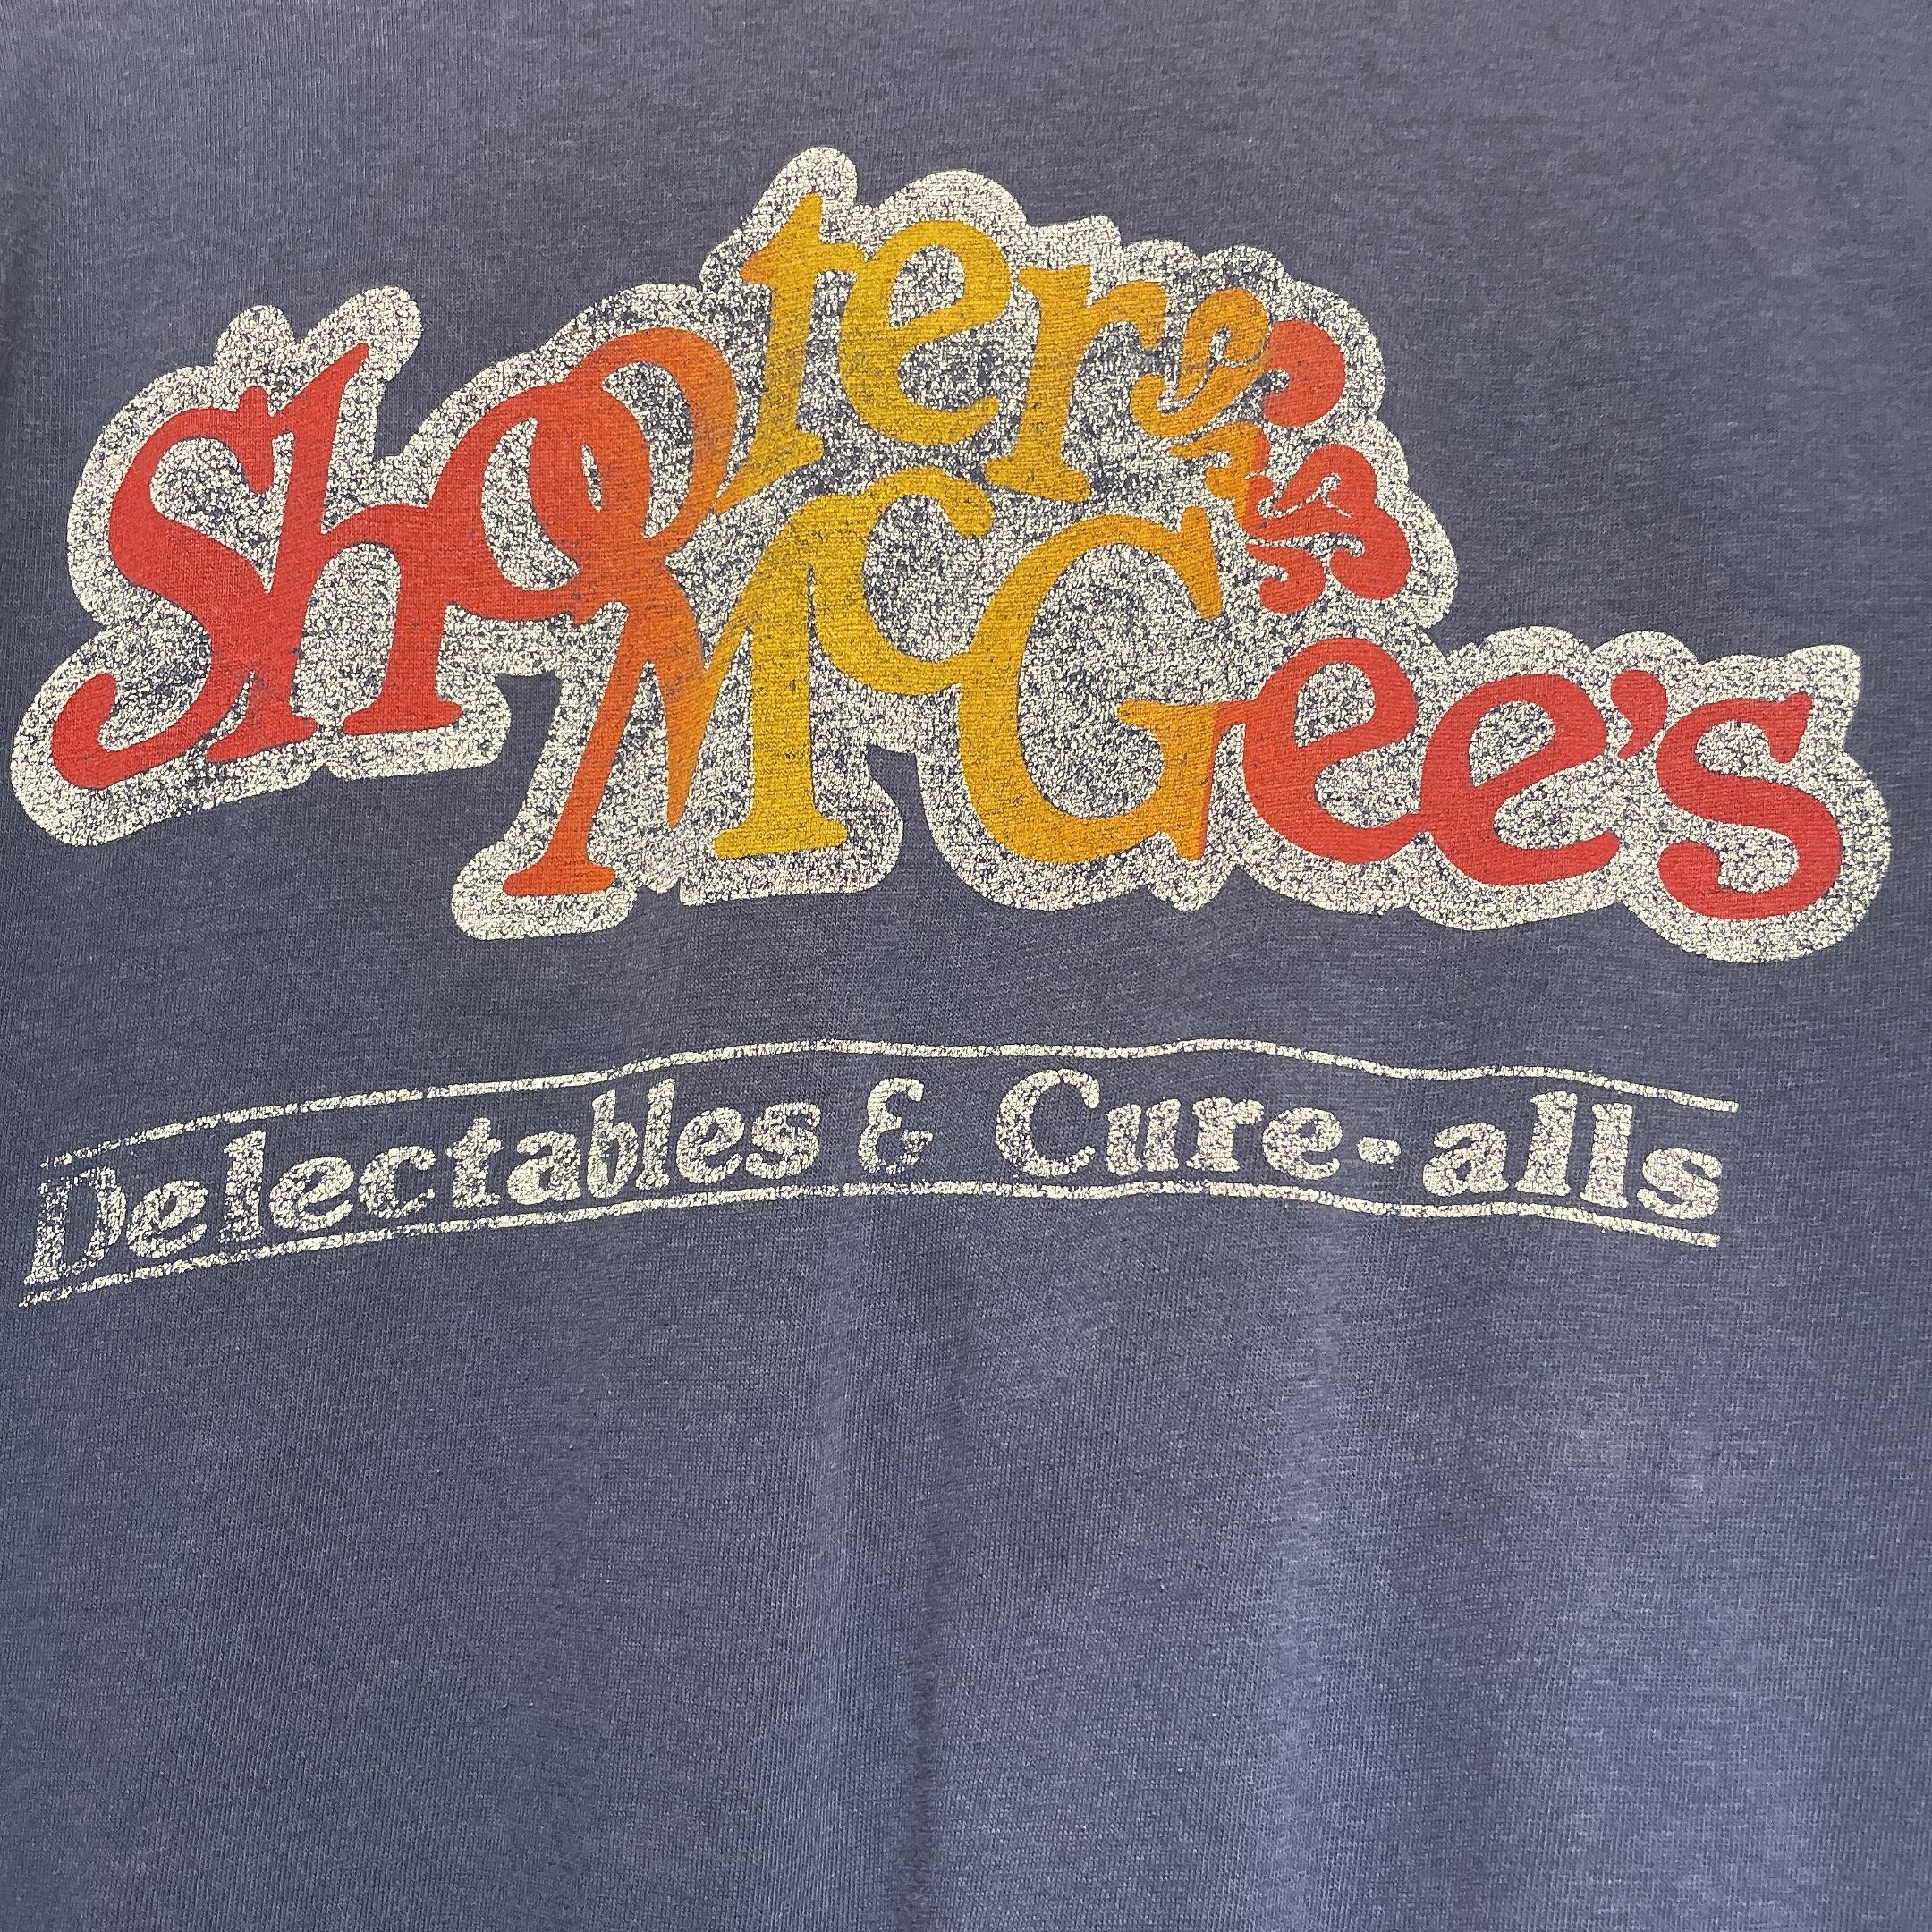 Shooter
McGee's
Delectables & Cure-alls